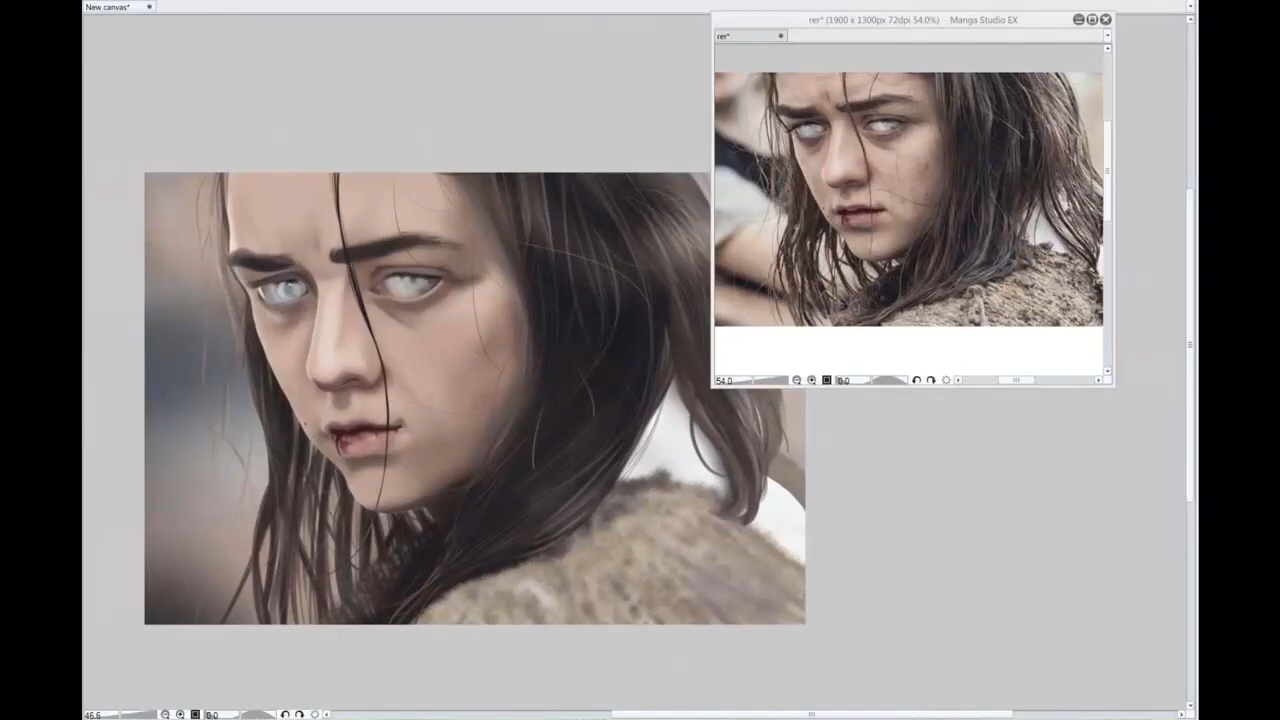 New canvas*
rer* (1900 x 1300px 72dpi 54.0%)  - Manga Studio EX
rer*
54.0
0.0
46.6
0.0